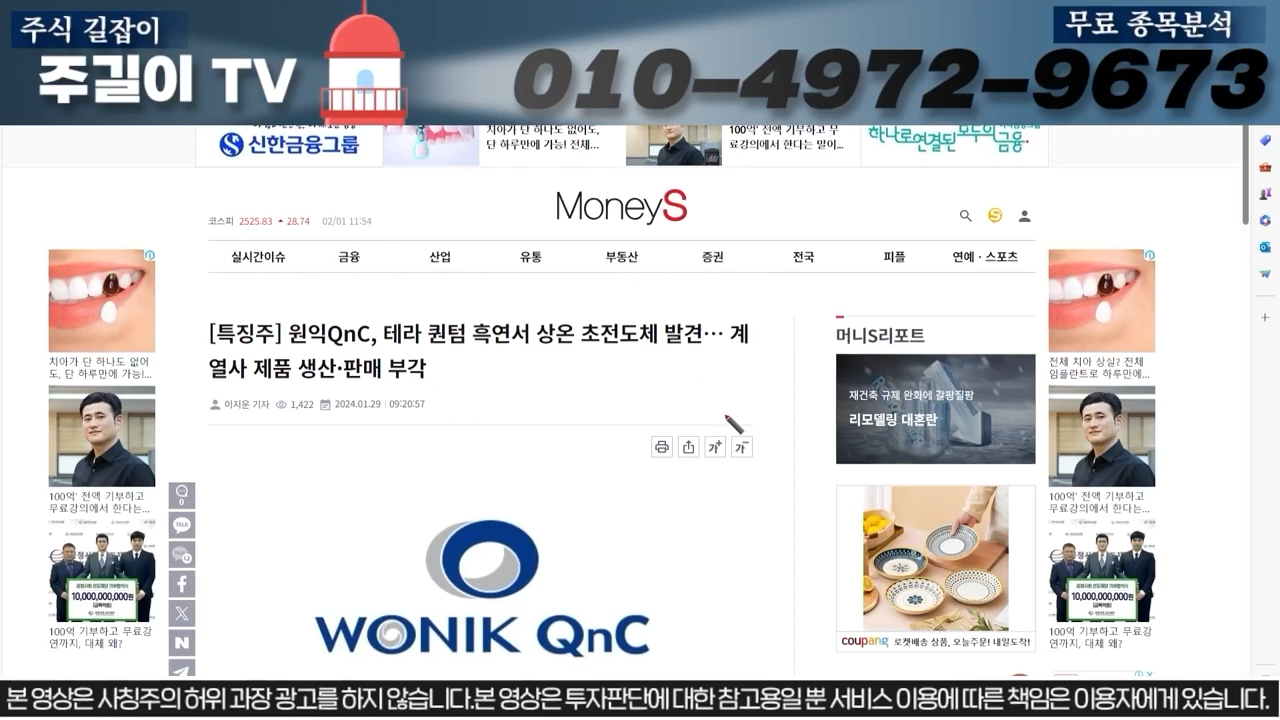 주식 길잡이
주길이 TV
무료 종목분석
010-4972-9673
신한금융그룹
치아가 단 하나도 없어도,
단 하루만에 가능! 전체...
100억' 전액 기부하고 무
료강의에서 한다는 말이...
하나로 연결된 모두의 금융.
MoneyS
코스피 2525.83 28.74 02/01 11:54
실시간이슈 금융 산업 유통 부동산 증권 전국 피플 연예·스포츠
치아가 단 하나도 없어
도, 단 하루만에 가능!...
100억' 전액 기부하고
무료강의에서 한다는...
10,000,000,000원
100억 기부하고 무료강
연까지, 대체 왜?
0
TALK
[특징주] 원익QnC, 테라 퀀텀 흑연서 상온 초전도체 발견… 계
열사 제품 생산·판매 부각
이지운 기자 1,422 2024.01.29 09:20:57
가+ 가-
WONIK QnC
머니S리포트
재건축 규제 완화에 갈팡질팡
리모델링 대혼란
coupang 로켓배송 상품, 오늘주문! 내일도착!
전체 치아 상실? 전체
임플란트로 하루만에...
100억' 전액 기부하고
무료강의에서 한다는...
10,000,000,000원
100억 기부하고 무료강
연까지, 대체 왜?
본 영상은 사칭주의 허위 과장 광고를 하지 않습니다.본 영상은 투자판단에 대한 참고용일 뿐 서비스 이용에 따른 책임은 이용자에게 있습니다.